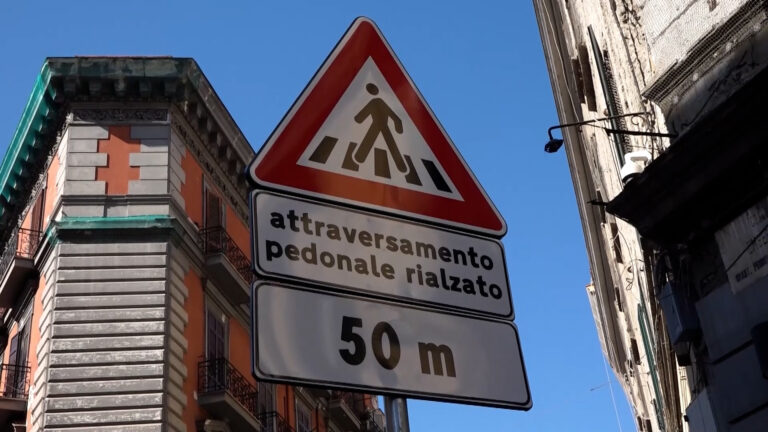 attraversamento
pedonale rialzato
50 m